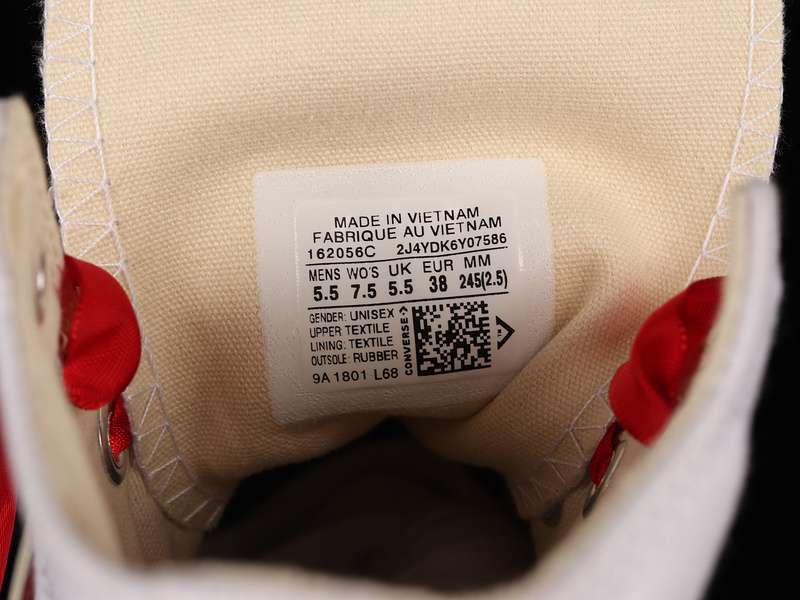 MADE IN VIETNAM
FABRIQUE AU VIETNAM
162056C 2J4YDK6Y07586
MENS WO'S UK EUR MM
5.5 7.5 5.5 38 245(2.5)
GENDER: UNISEX
UPPER: TEXTILE
LINING: TEXTILE
OUTSOLE: RUBBER
9A 1801 L68
CONVERSE
TM